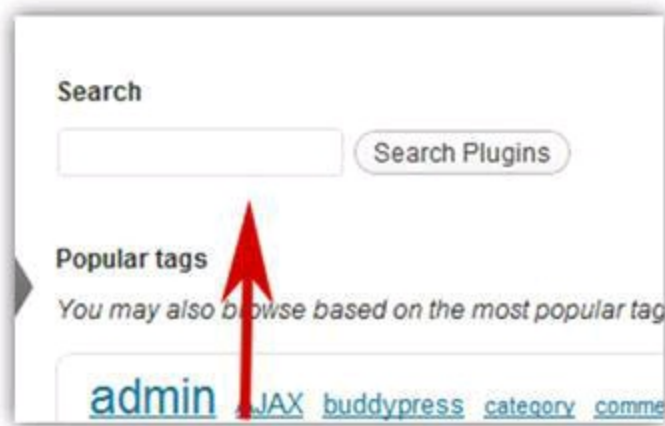 Search
Search Plugins
Popular tags
You may also browse based on the most popular tag
admin AJAX buddypress category comme